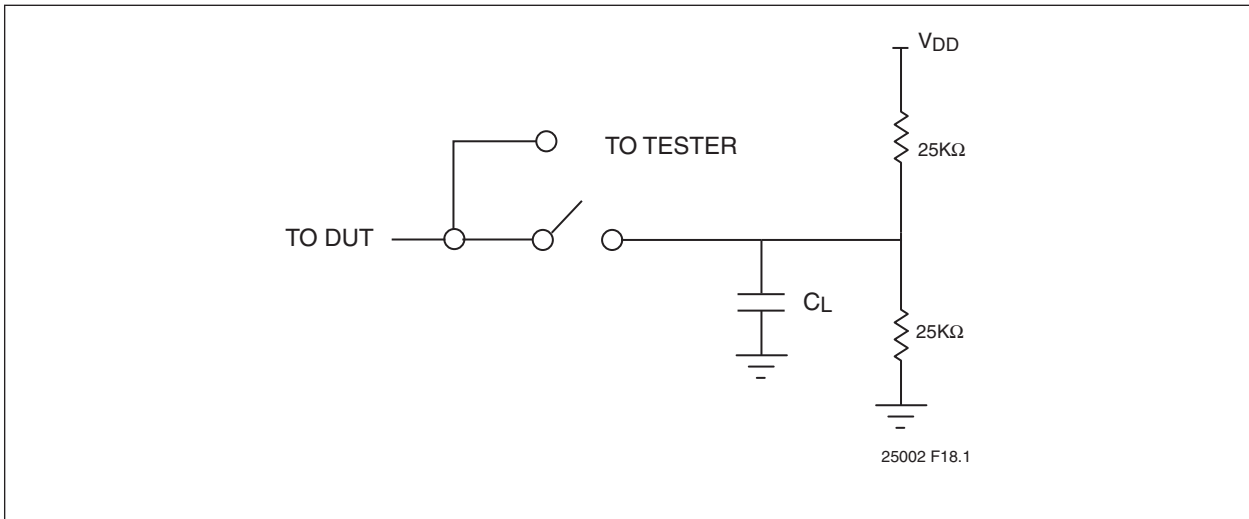 VDD
25KΩ
TO TESTER
TO DUT
CL
25KΩ
25002 F18.1